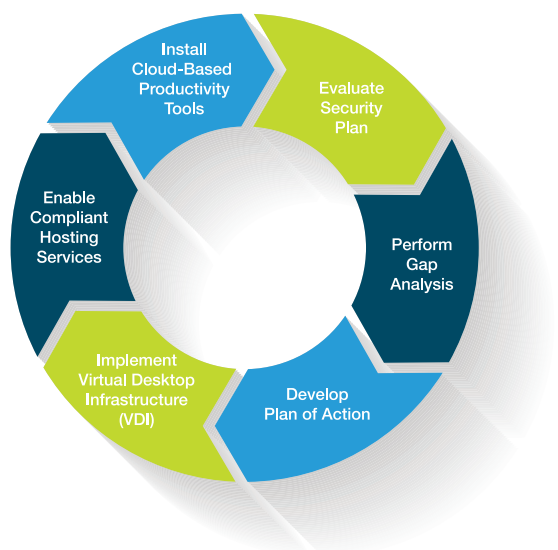 Install
Cloud-Based
Productivity
Tools
Evaluate
Security
Plan
Perform
Gap
Analysis
Develop
Plan of Action
Implement
Virtual Desktop
Infrastructure
(VDI)
Enable
Compliant
Hosting
Services